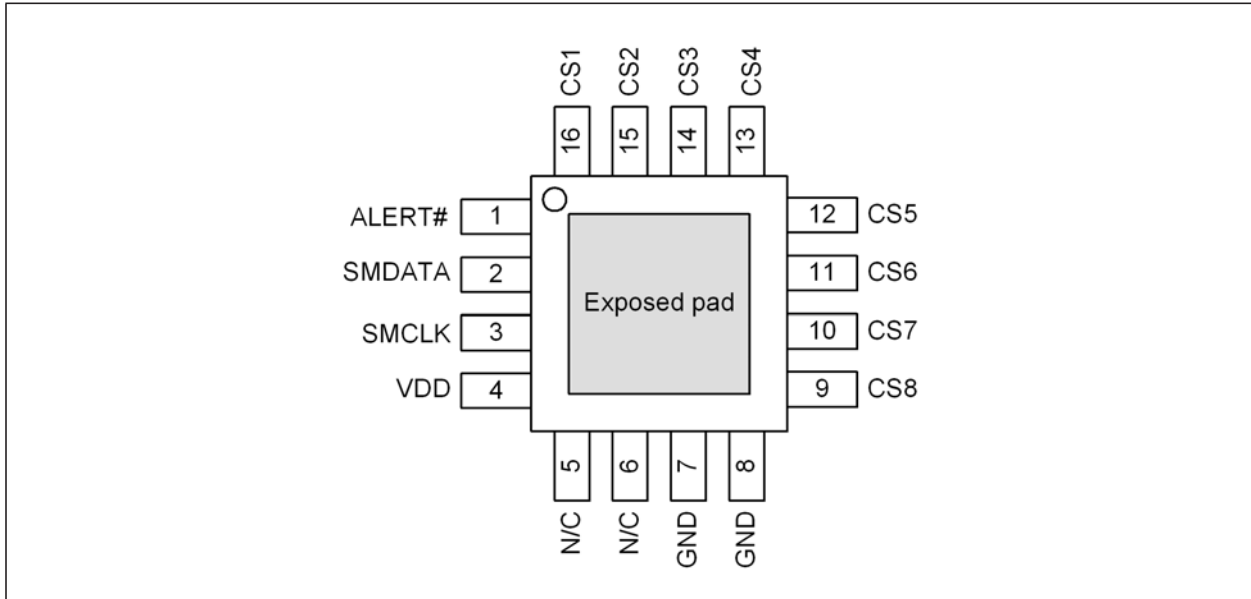 CS1
CS2
CS3
CS4
16
15
14
13
ALERT# 1
12 CS5
SMDATA 2
11 CS6
Exposed pad
SMCLK 3
10 CS7
VDD 4
9 CS8
5
6
7
8
N/C
N/C
GND
GND